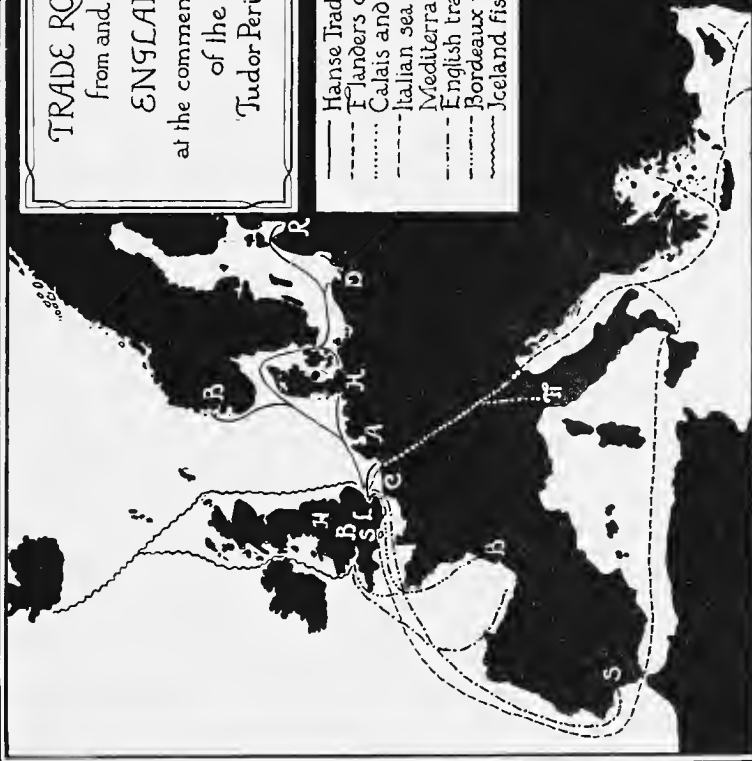 TRADE RO
from and
ENGLA
at the commen
of the
Tudor Peri
Hanse Trad
Flanders
Calais and
Italian sea
Mediterra
English tra
Bordeaux
Iceland fis
R
D
B
H
A
C
H
B
L
S
B
S